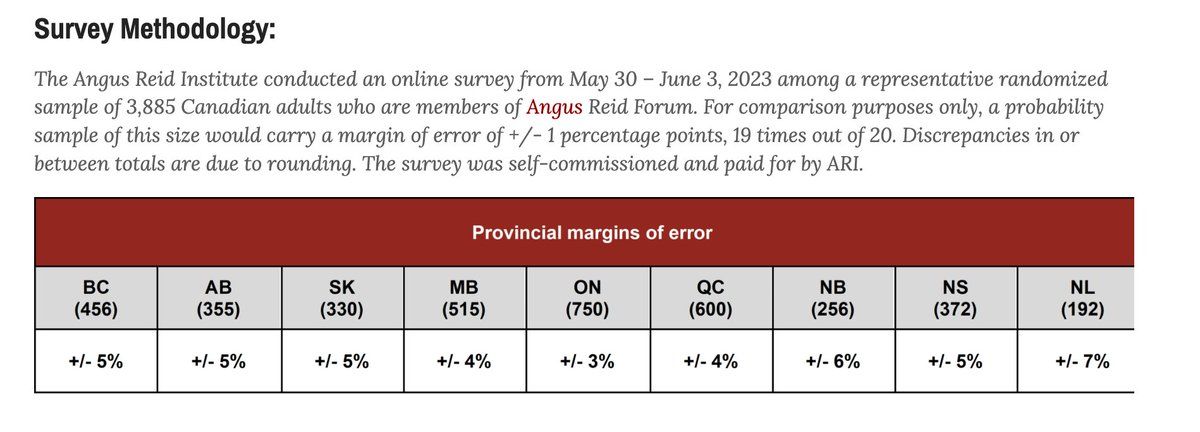 Survey Methodology:
The Angus Reid Institute conducted an online survey from May 30 – June 3, 2023 among a representative randomized
sample of 3,885 Canadian adults who are members of Angus Reid Forum. For comparison purposes only, a probability
sample of this size would carry a margin of error of +/- 1 percentage points, 19 times out of 20. Discrepancies in or
between totals are due to rounding. The survey was self-commissioned and paid for by ARI.
Provincial margins of error
BC AB SK MB ON QC NB NS NL
(456) (355) (330) (515) (750) (600) (256) (372) (192)
+/- 5% +/- 5% +/- 5% +/- 4% +/- 3% +/- 4% +/- 6% +/- 5% +/- 7%